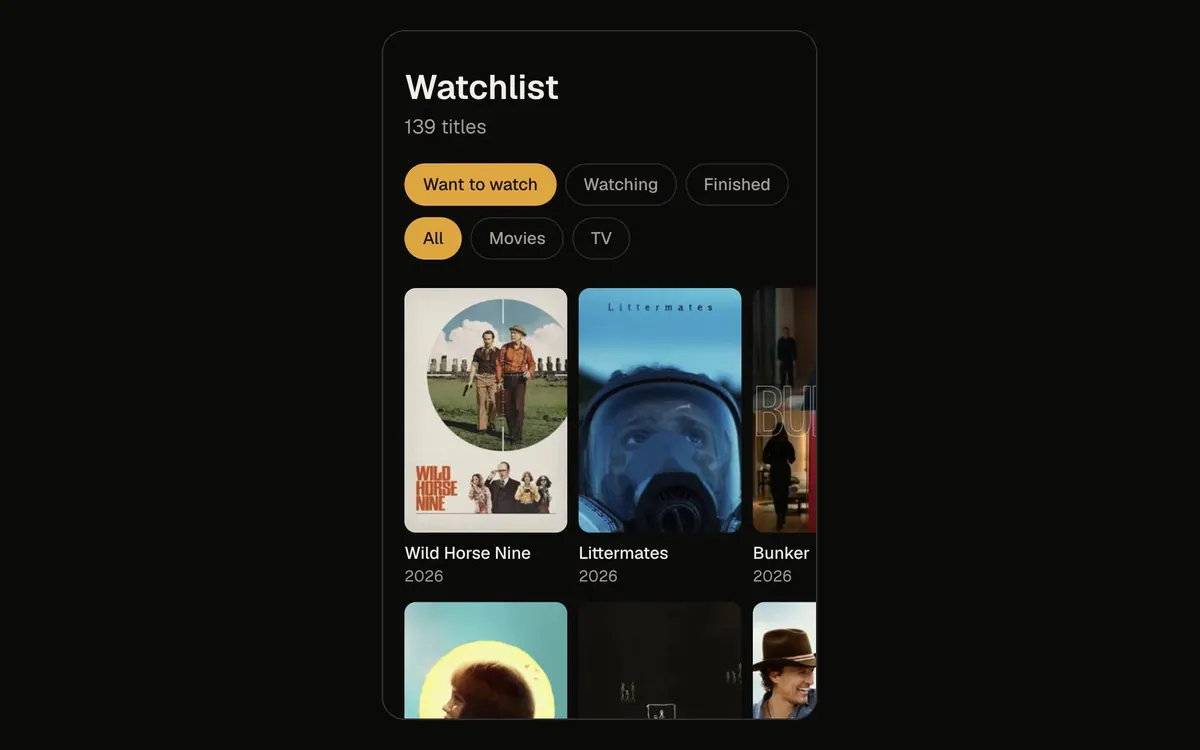 Watchlist
139 titles
Want to watch
Watching
Finished
All
Movies
TV
WILD
HORSE
NINE
Littermates
BU
Wild Horse Nine
Littermates
Bunker
2026
2026
2026